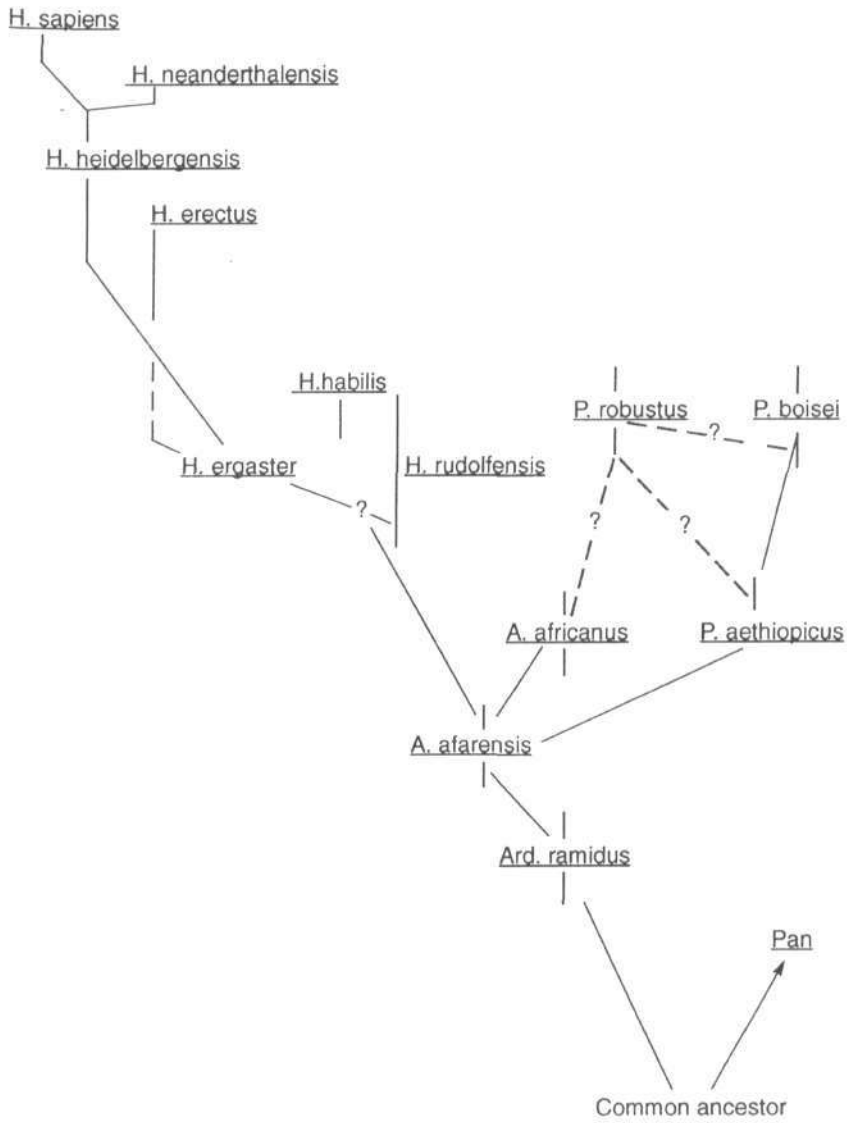 H. sapiens
H. neanderthalensis
H. heidelbergensis
H. erectus
H.habilis
P. robustus
P. boisei
?
H. ergaster
H. rudolfensis
?
?
?
A. africanus
P. aethiopicus
A. afarensis
Ard. ramidus
Pan
Common ancestor